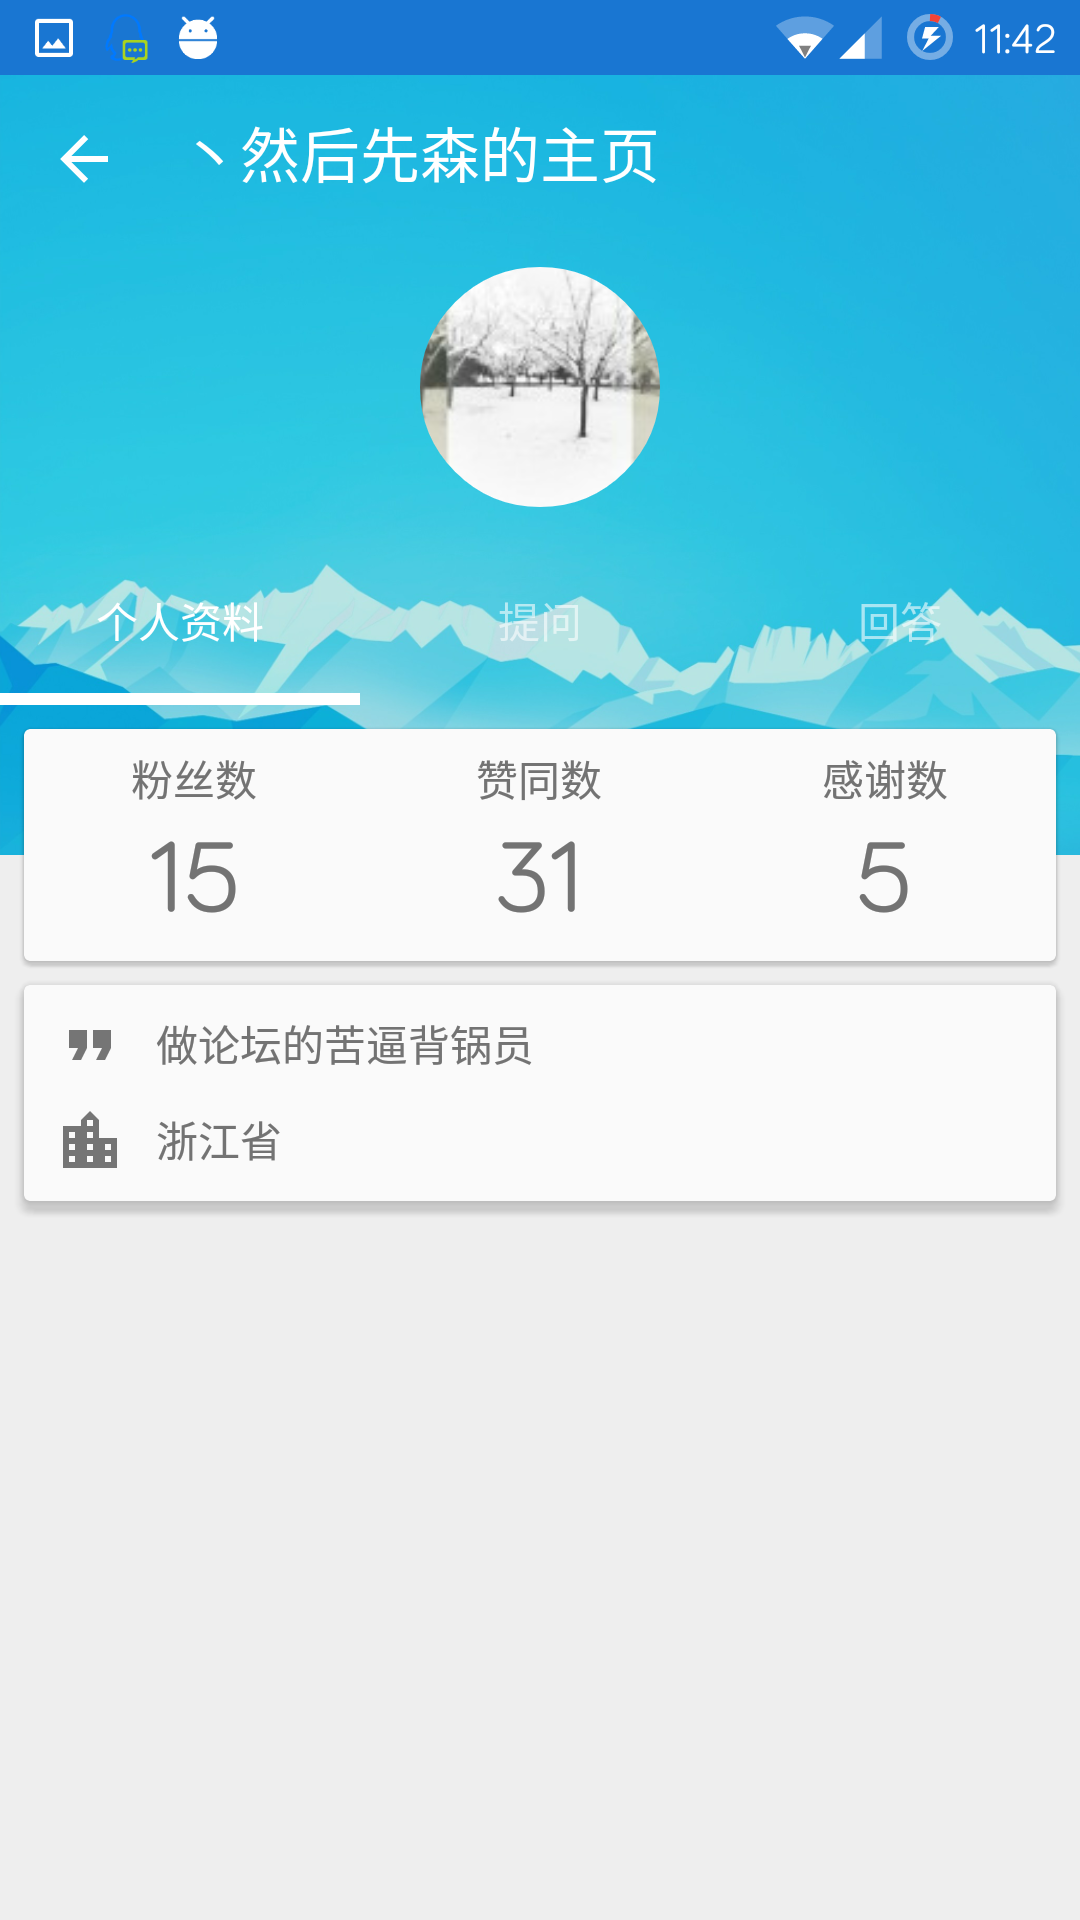 11:42
丶然后先森的主页
个人资料 提问 回答
粉丝数 赞同数 感谢数
15 31 5
做论坛的苦逼背锅员
浙江省